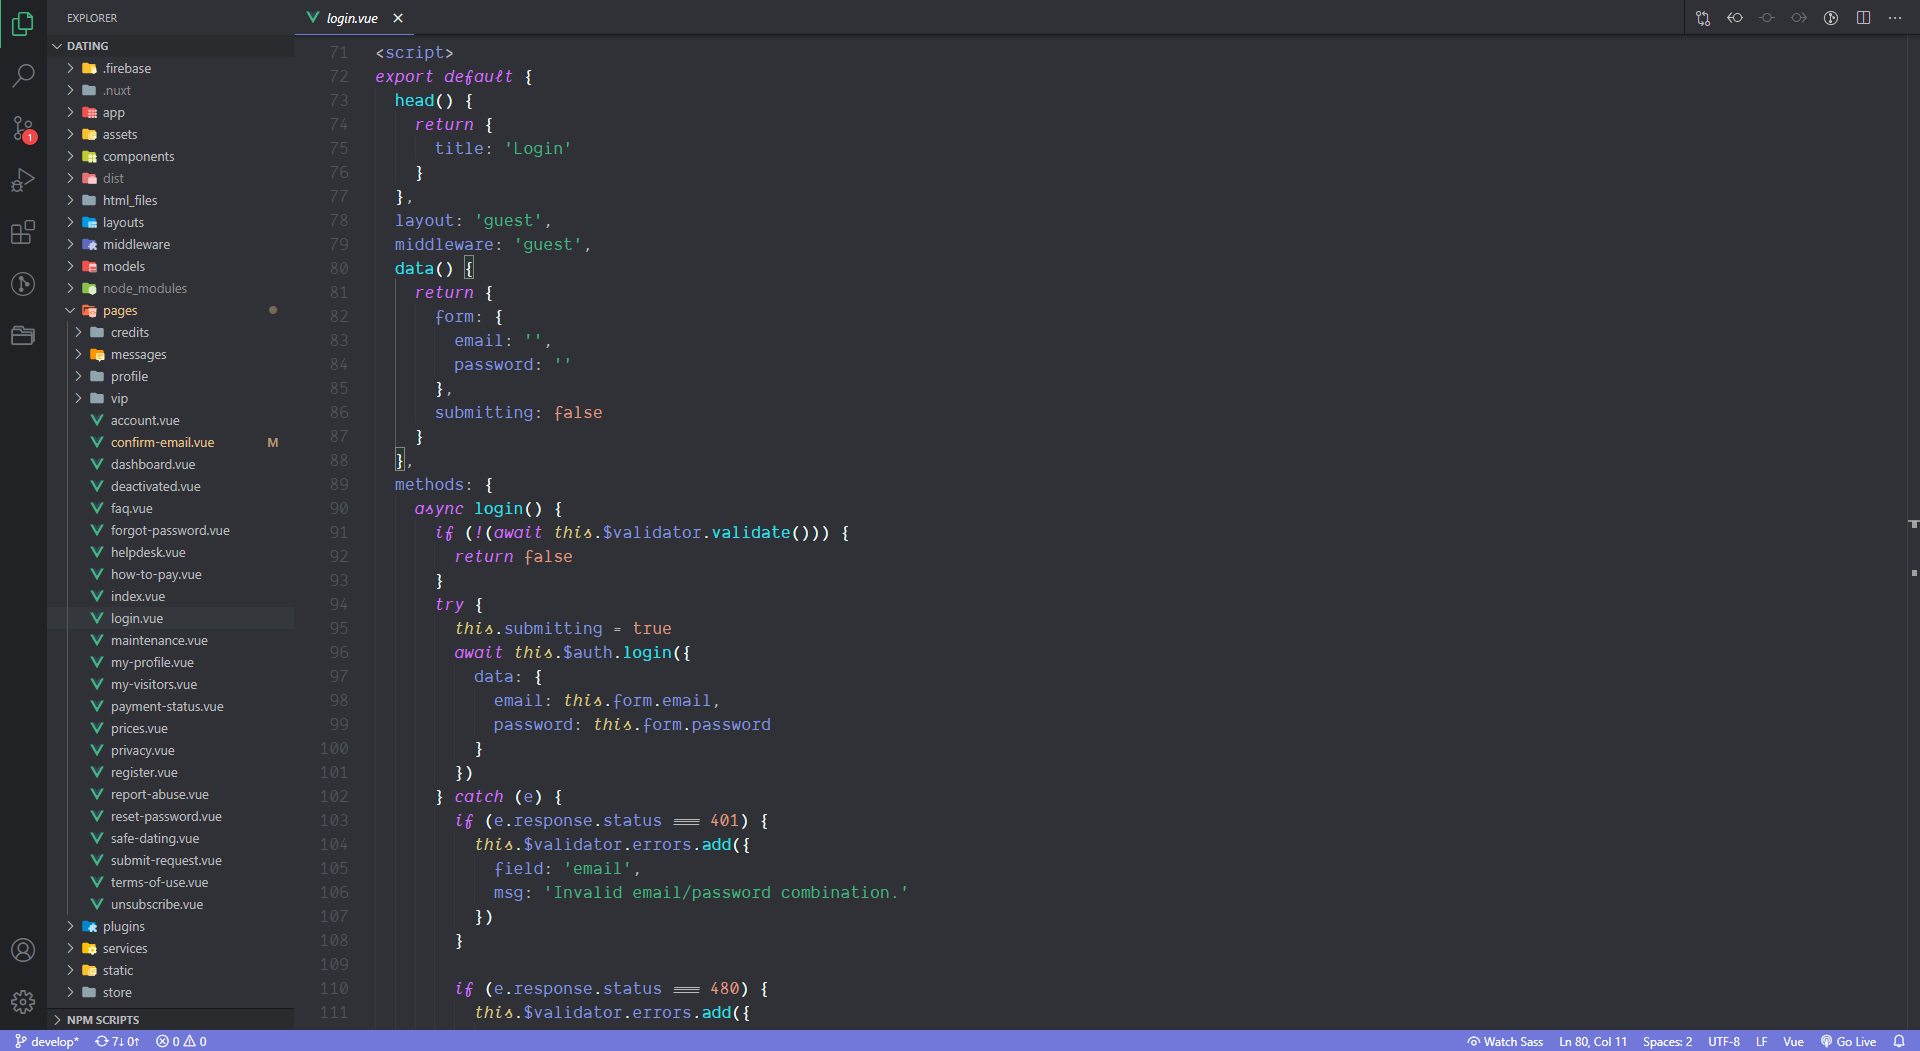 EXPLORER
DATING
.firebase
.nuxt
app
assets
components
dist
html_files
layouts
middleware
models
node_modules
pages
credits
messages
profile
vip
account.vue
confirm-email.vue M
dashboard.vue
deactivated.vue
faq.vue
forgot-password.vue
helpdesk.vue
how-to-pay.vue
index.vue
login.vue
maintenance.vue
my-profile.vue
my-visitors.vue
payment-status.vue
prices.vue
privacy.vue
register.vue
report-abuse.vue
reset-password.vue
safe-dating.vue
submit-request.vue
terms-of-use.vue
unsubscribe.vue
plugins
services
static
store
NPM SCRIPTS
1
login.vue
71 <script>
72 export default {
73 head() {
74 return {
75 title: 'Login'
76 }
77 },
78 layout: 'guest',
79 middleware: 'guest',
80 data() {
81 return {
82 form: {
83 email: '',
84 password: ''
85 },
86 submitting: false
87 }
88 },
89 methods: {
90 async login() {
91 if (!(await this.$validator.validate())) {
92 return false
93 }
94 try {
95 this.submitting = true
96 await this.$auth.login({
97 data: {
98 email: this.form.email,
99 password: this.form.password
100 }
101 })
102 } catch (e) {
103 if (e.response.status === 401) {
104 this.$validator.errors.add({
105 field: 'email',
106 msg: 'Invalid email/password combination.'
107 })
108 }
109
110 if (e.response.status === 480) {
111 this.$validator.errors.add({
develop* 7↓ 0↑ 0 0 Watch Sass Ln 80, Col 11 Spaces: 2 UTF-8 LF Vue Go Live